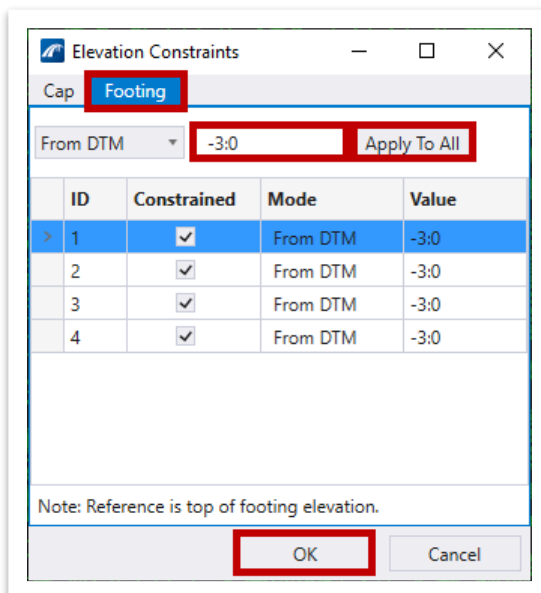 Elevation Constraints
Cap Footing
From DTM -3:0 Apply To All
ID Constrained Mode Value
> 1 From DTM -3:0
2 From DTM -3:0
3 From DTM -3:0
4 From DTM -3:0
Note: Reference is top of footing elevation.
OK Cancel